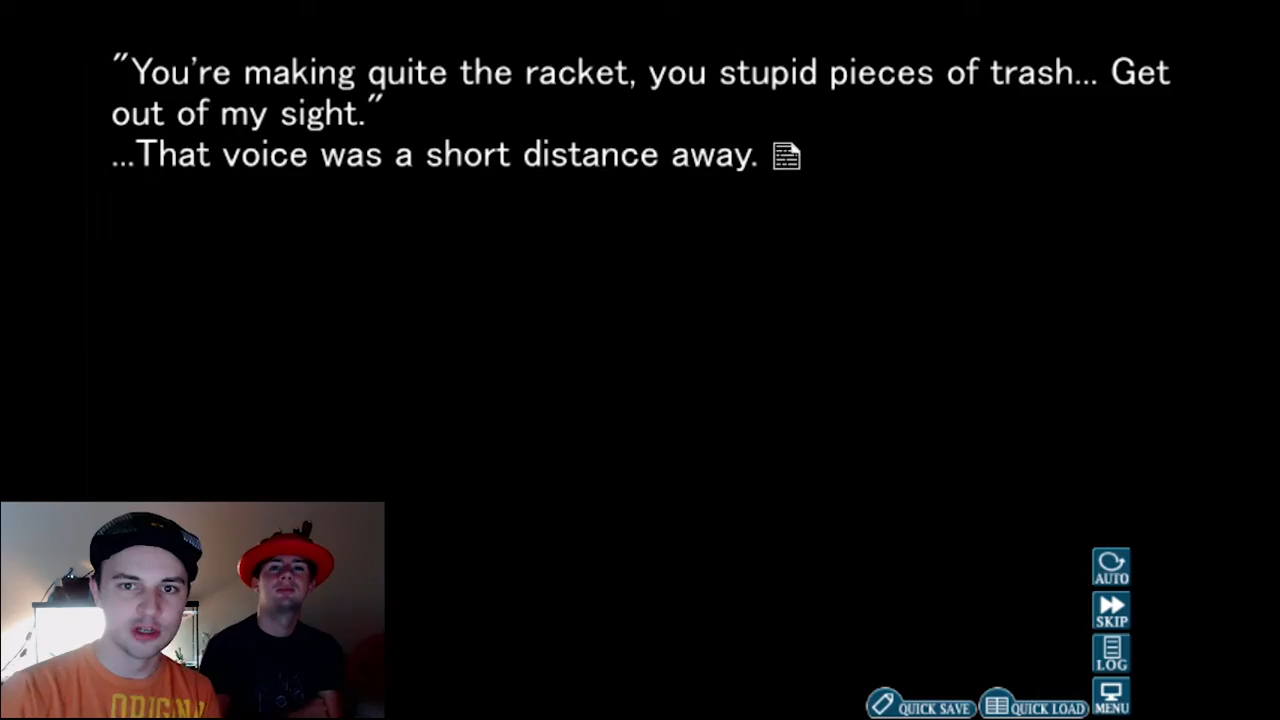 "You're making quite the racket, you stupid pieces of trash... Get
out of my sight."
...That voice was a short distance away.
AUTO
SKIP
LOG
MENU
QUICK SAVE
QUICK LOAD